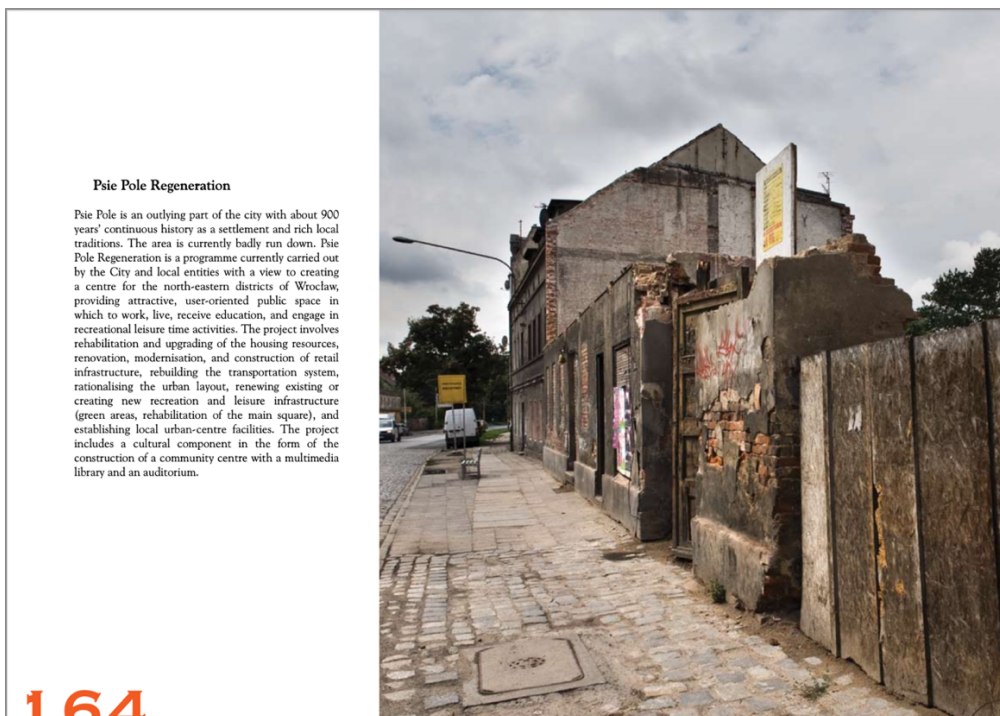 Psie Pole Regeneration
Psie Pole is an outlying part of the city with about 900
years' continuous history as a settlement and rich local
traditions. The area is currently badly run down. Psie
Pole Regeneration is a programme currently carried out
by the City and local entities with a view to creating
a centre for the north-eastern districts of Wrocław,
providing attractive, user-oriented public space in
which to work, live, receive education, and engage in
recreational leisure time activities. The project involves
rehabilitation and upgrading of the housing resources,
renovation, modernisation, and construction of retail
infrastructure, rebuilding the transportation system,
rationalising the urban layout, renewing existing or
creating new recreation and leisure infrastructure
(green areas, rehabilitation of the main square), and
establishing local urban-centre facilities. The project
includes a cultural component in the form of the
construction of a community centre with a multimedia
library and an auditorium.
164